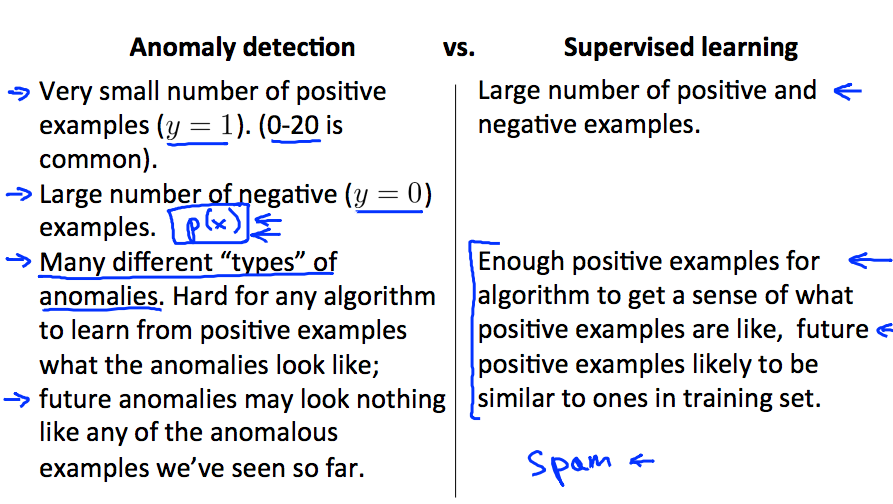 Anomaly detection vs. Supervised learning
Very small number of positive
examples (y = 1). (0-20 is
common).
Large number of negative (y = 0)
examples. p(x)
Many different “types” of
anomalies. Hard for any algorithm
to learn from positive examples
what the anomalies look like;
future anomalies may look nothing
like any of the anomalous
examples we’ve seen so far.
Large number of positive and
negative examples.
Enough positive examples for
algorithm to get a sense of what
positive examples are like, future
positive examples likely to be
similar to ones in training set.
Spam